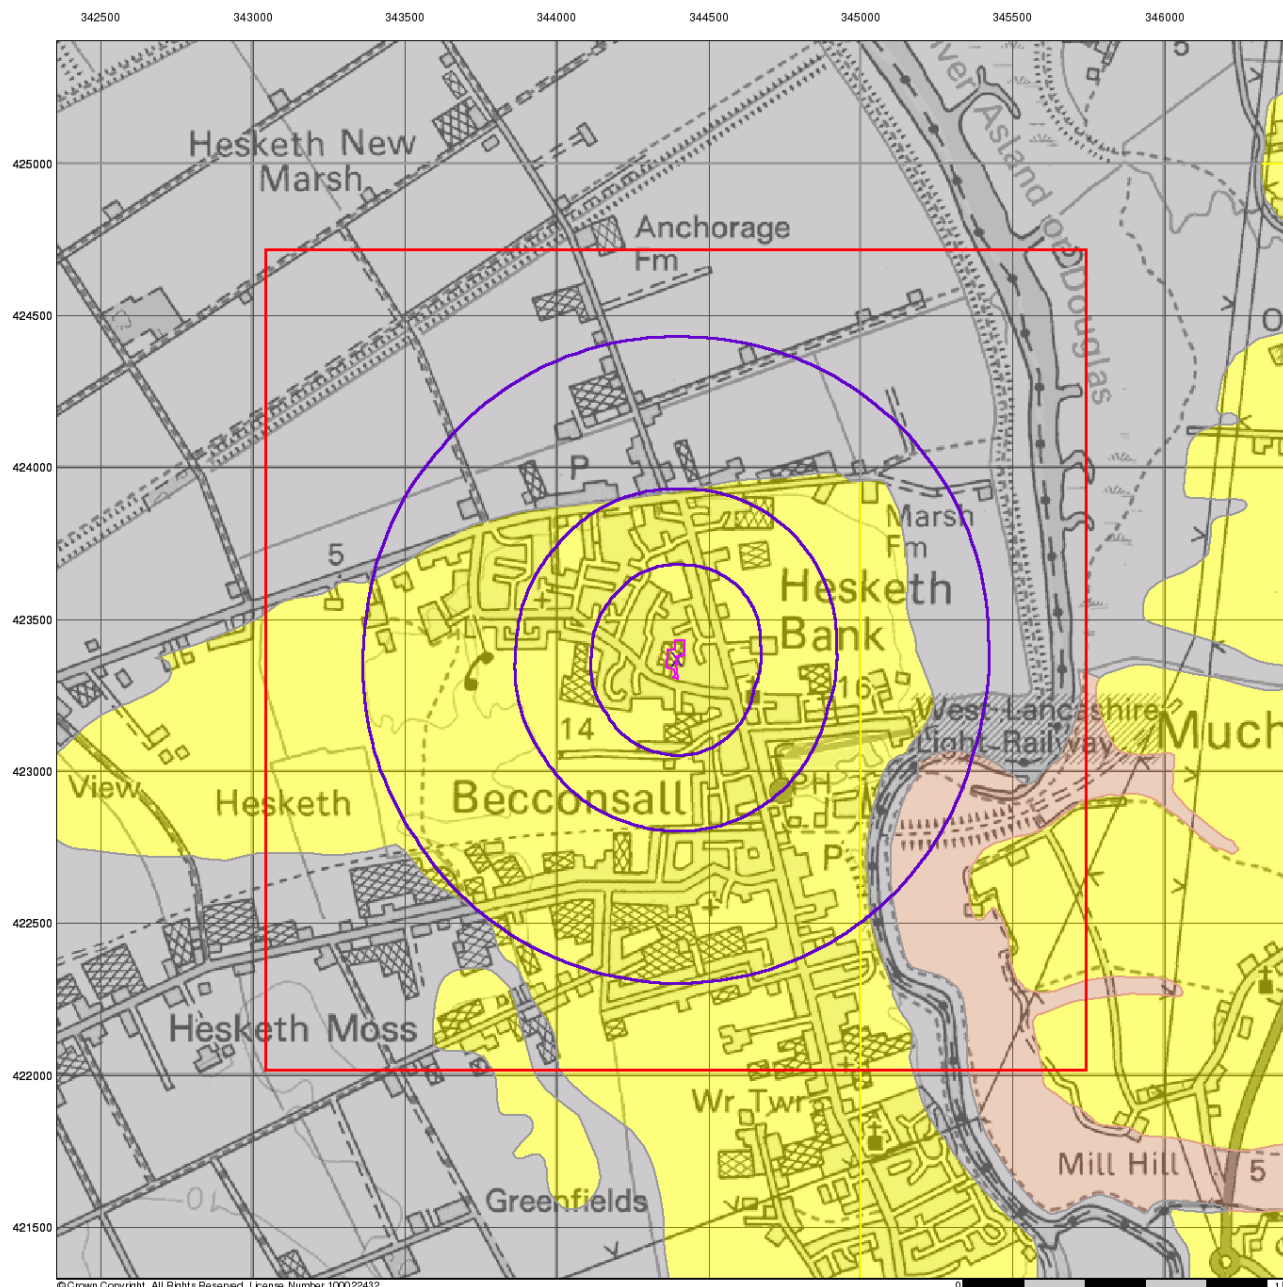 342500 343000 343500 344000 344500 345000 345500 346000
425000
424500
424000
423500
423000
422500
422000
421500
Hesketh New
Marsh
Anchorage
Fm
River Asland or Douglas
5
P
5
Marsh
Fm
Hesketh
Bank
16
14
West Lancashire
Light Railway
Much
View
Hesketh
Becconsall
PH
P
Hesketh Moss
Wr Twr
Mill Hill
5
Greenfields
10
© Crown Copyright. All Rights Reserved. License Number 100022432
0